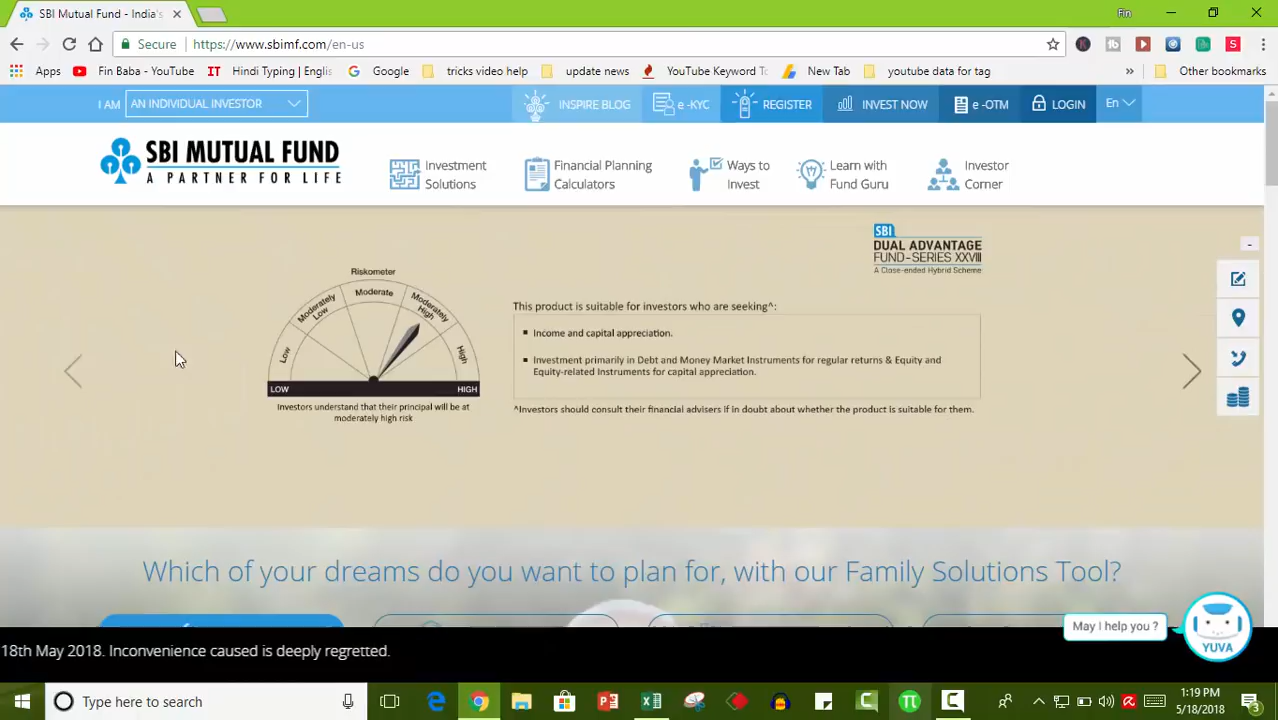 SBI Mutual Fund - India's
Fin
Secure
https://www.sbimf.com/en-us
Apps
Fin Baba - YouTube
Hindi Typing | Englis
Google
tricks video help
update news
YouTube Keyword To
New Tab
youtube data for tag
»
Other bookmarks
I AM
AN INDIVIDUAL INVESTOR
INSPIRE BLOG
e -KYC
REGISTER
INVEST NOW
e -OTM
LOGIN
En
SBI MUTUAL FUND
A PARTNER FOR LIFE
Investment
Solutions
Financial Planning
Calculators
Ways to
Invest
Learn with
Fund Guru
Investor
Corner
SBI
DUAL ADVANTAGE
FUND-SERIES XXVIII
A Close-ended Hybrid Scheme
Riskometer
Low
Moderately
Low
Moderate
Moderately
High
High
LOW
HIGH
Investors understand that their principal will be at
moderately high risk
This product is suitable for investors who are seeking^:
Income and capital appreciation.
Investment primarily in Debt and Money Market Instruments for regular returns & Equity and
Equity-related Instruments for capital appreciation.
^Investors should consult their financial advisers if in doubt about whether the product is suitable for them.
Which of your dreams do you want to plan for, with our Family Solutions Tool?
May I help you ?
YUVA
18th May 2018. Inconvenience caused is deeply regretted.
Type here to search
1:19 PM
5/18/2018
3